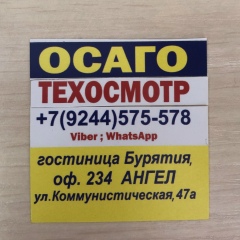 ОСАГО
ТЕХОСМОТР
+7(9244)575-578
Viber ; WhatsApp
гостиница Бурятия,
оф. 234 АНГЕЛ
ул.Коммунистическая,47а